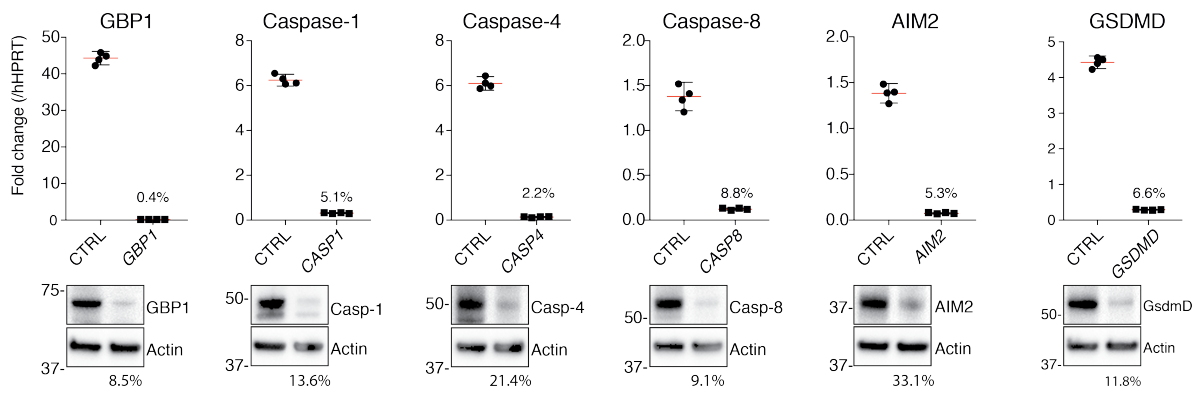 GBP1
Caspase-1
Caspase-4
Caspase-8
AIM2
GSDMD
Fold change (/hHPRT)
50
40
30
20
10
0
0.4%
CTRL
GBP1
8
6
4
2
0
5.1%
CTRL
CASP1
8
6
4
2
0
2.2%
CTRL
CASP4
2.0
1.5
1.0
0.5
0.0
8.8%
CTRL
CASP8
2.0
1.5
1.0
0.5
0.0
5.3%
CTRL
AIM2
5
4
3
2
1
0
6.6%
CTRL
GSDMD
75-
GBP1
Actin
37-
8.5%
50-
Casp-1
Actin
37-
13.6%
50-
Casp-4
Actin
37-
21.4%
50-
Casp-8
Actin
37-
9.1%
37-
AIM2
Actin
37-
33.1%
50-
GsdmD
Actin
37-
11.8%